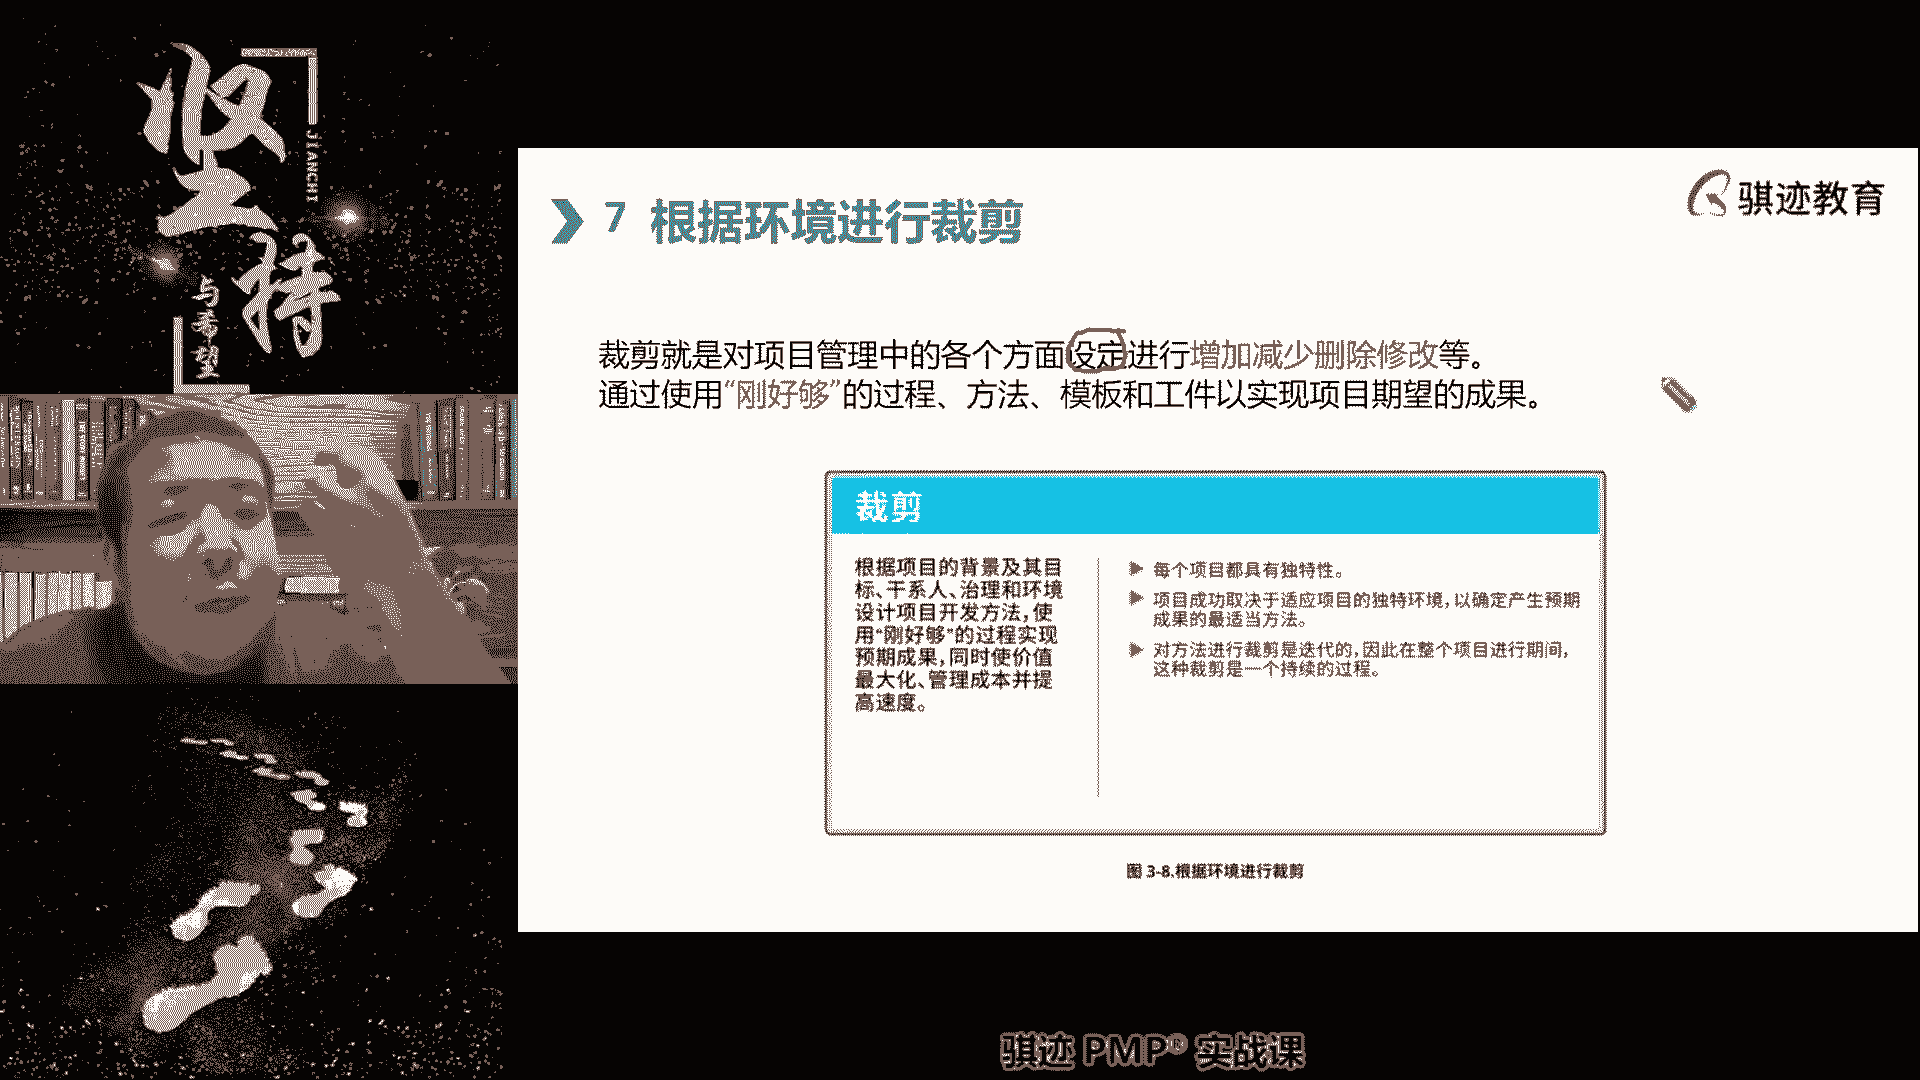 坚持
JIANCHI
与希望
骐迹教育
7 根据环境进行裁剪
裁剪就是对项目管理中的各个方面设定进行增加减少删除修改等。
通过使用“刚好够”的过程、方法、模板和工件以实现项目期望的成果。
裁剪
根据项目的背景及其目
标、干系人、治理和环境
设计项目开发方法,使
用“刚好够”的过程实现
预期成果,同时使价值
最大化、管理成本并提
高速度。
每个项目都具有独特性。
项目成功取决于适应项目的独特环境,以确定产生预期
成果的最适当方法。
对方法进行裁剪是迭代的,因此在整个项目进行期间,
这种裁剪是一个持续的过程。
图 3-8.根据环境进行裁剪
骐迹 PMP® 实战课